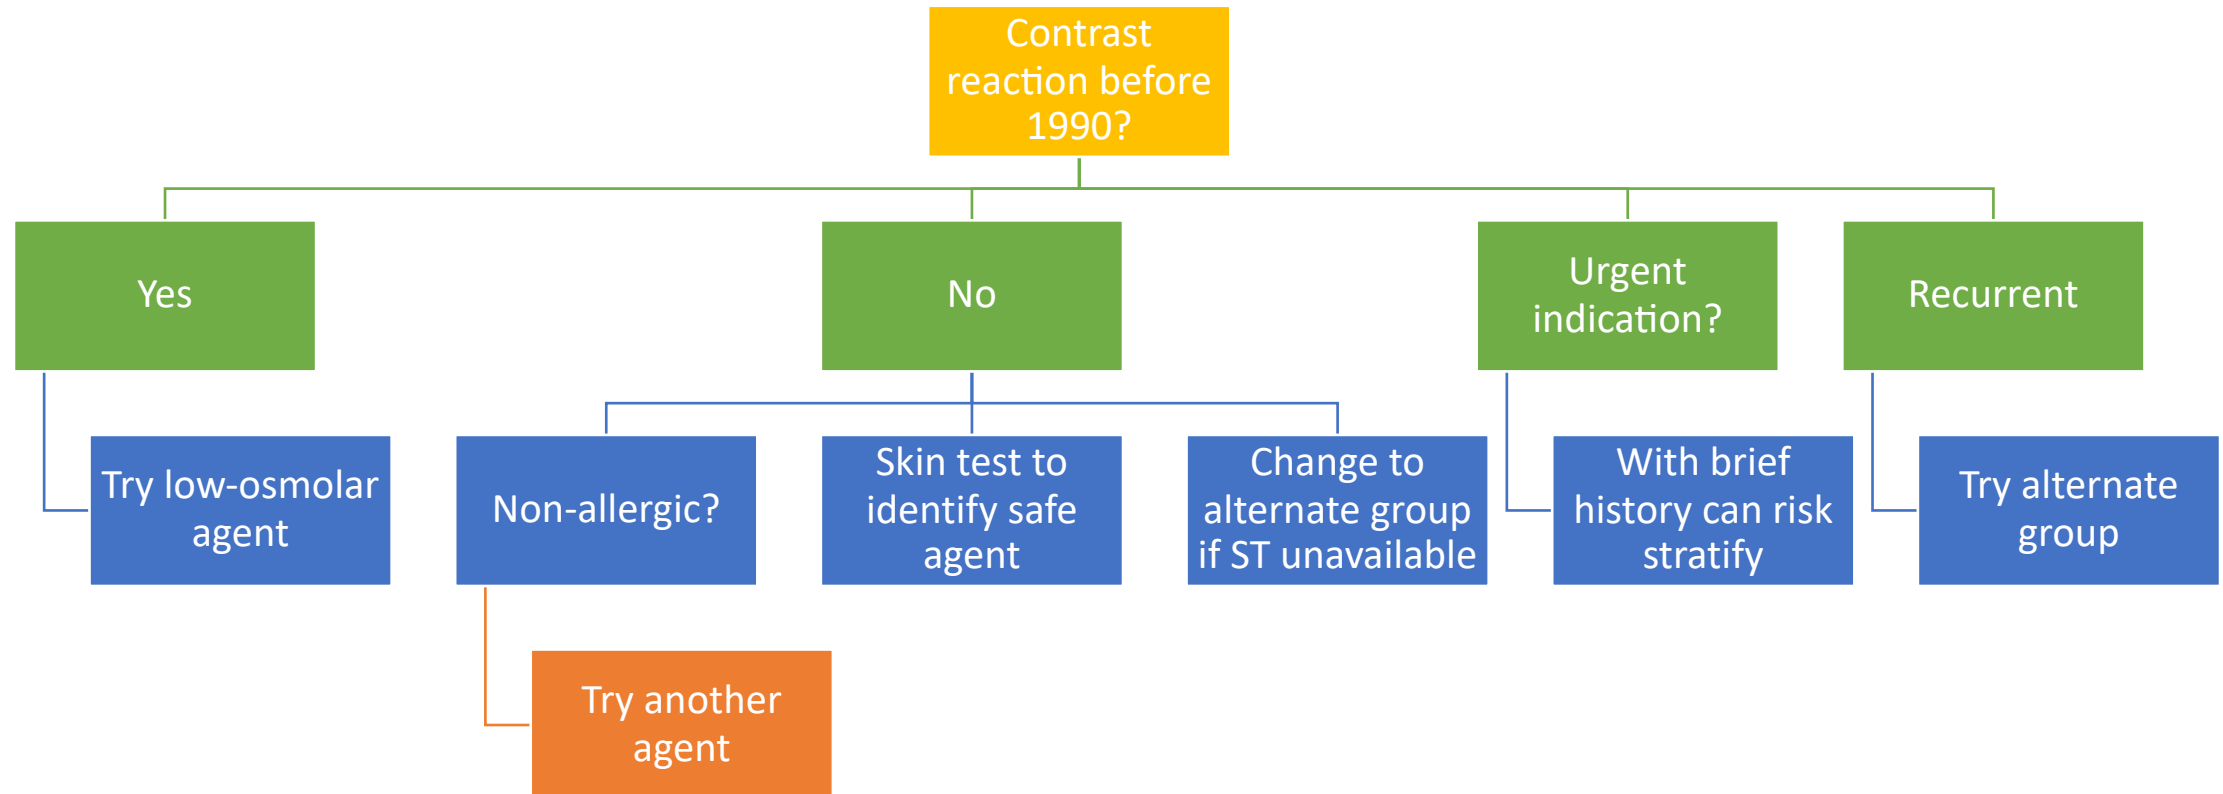 Contrast
reaction before
1990?
Yes
No
Urgent
indication?
Recurrent
Try low-osmolar
agent
Non-allergic?
Skin test to
identify safe
agent
Change to
alternate group
if ST unavailable
With brief
history can risk
stratify
Try alternate
group
Try another
agent